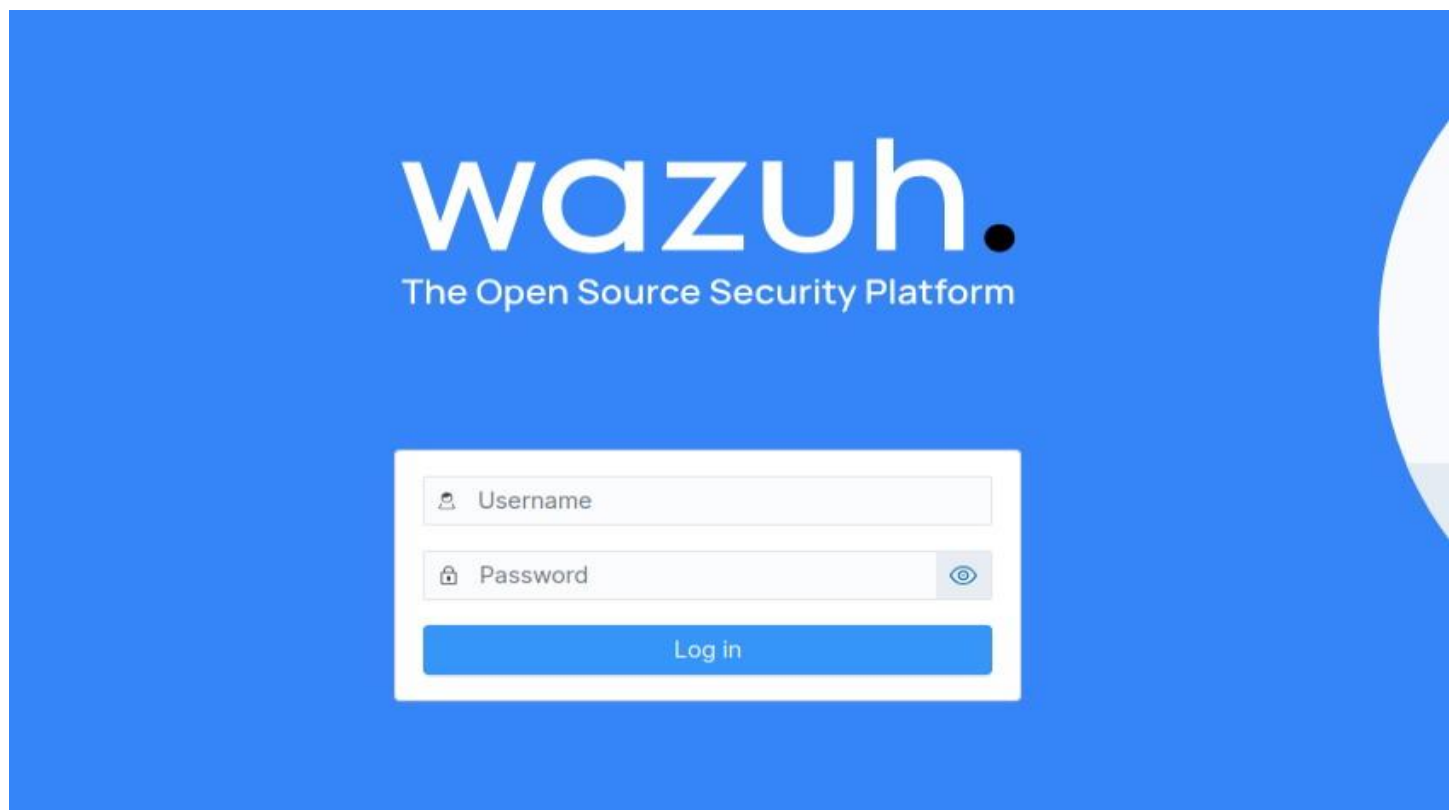 wazuh.
The Open Source Security Platform
Username
Password
Log in